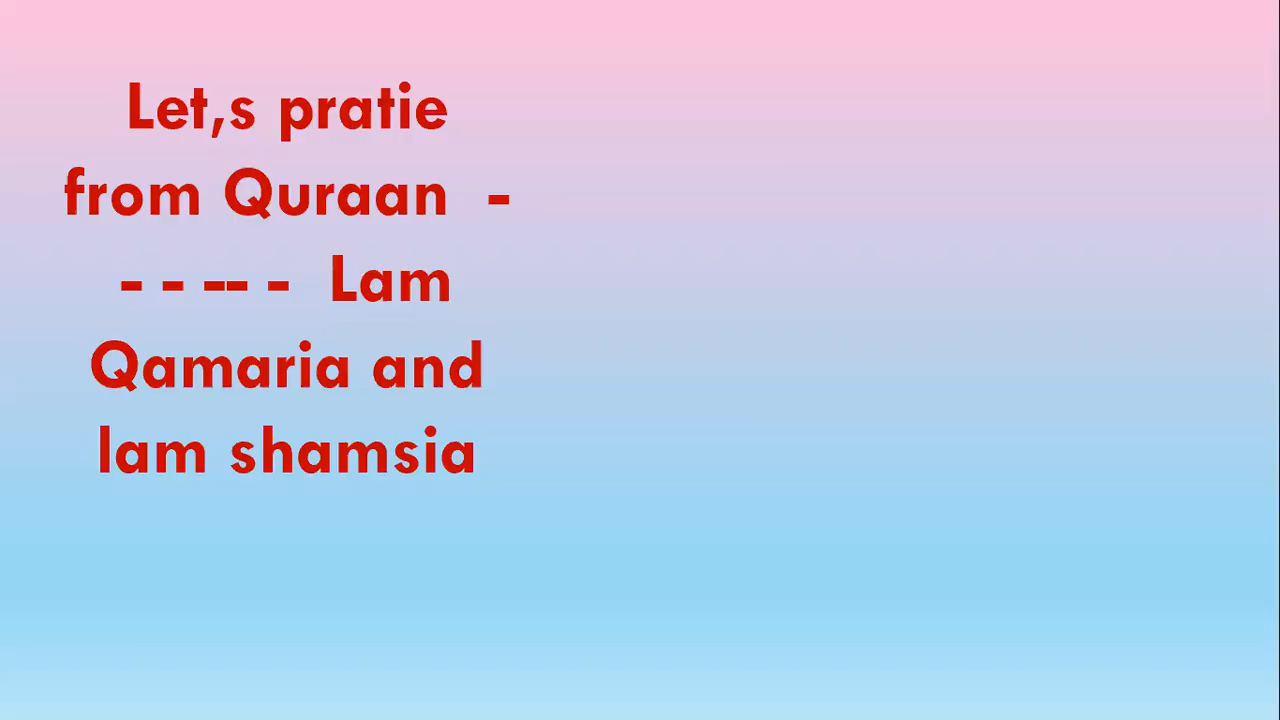 Let,s pratie
from Quraan -
- - -- - Lam
Qamaria and
lam shamsia